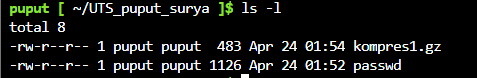 puput [ ~/UTS_puput_surya ]$ ls -l
total 8
-rw-r--r-- 1 puput puput  483 Apr 24 01:54 kompres1.gz
-rw-r--r-- 1 puput puput 1126 Apr 24 01:52 passwd